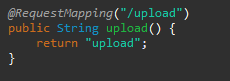 @RequestMapping("/upload")
public String upload() {
    return "upload";
}